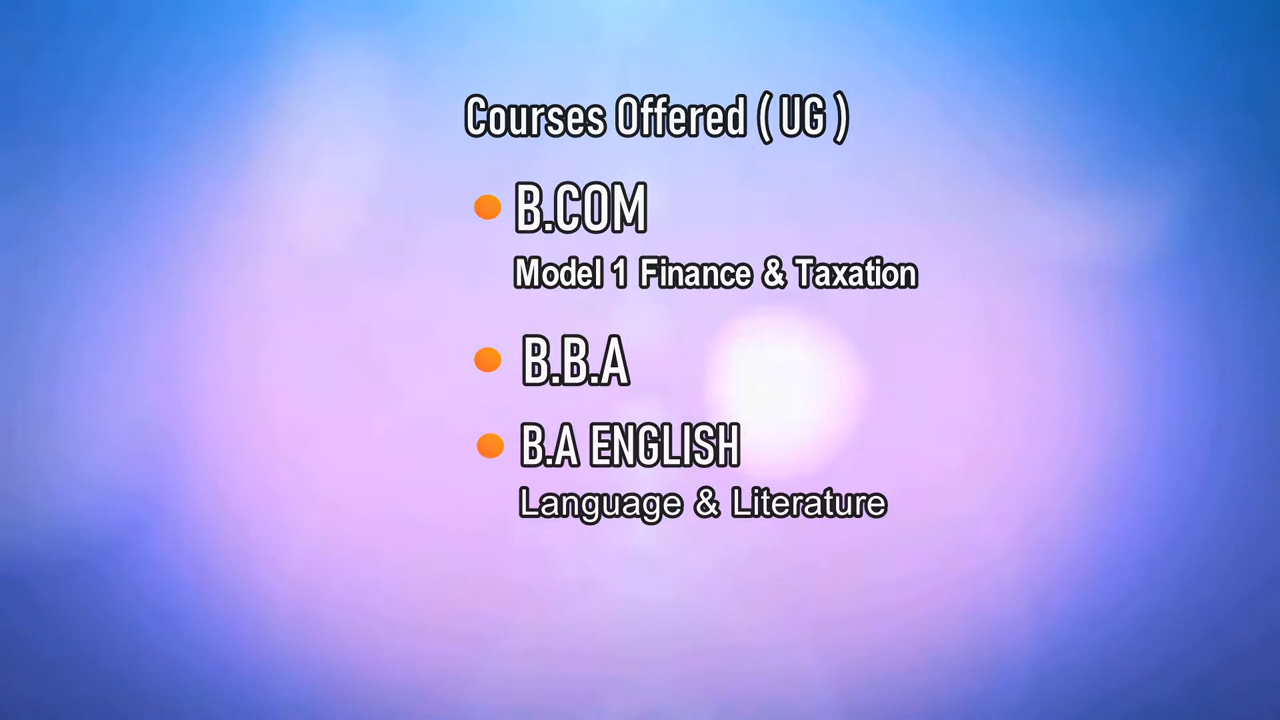 Courses Offered ( UG )
B.COM
Model 1 Finance & Taxation
B.B.A
B.A ENGLISH
Language & Literature